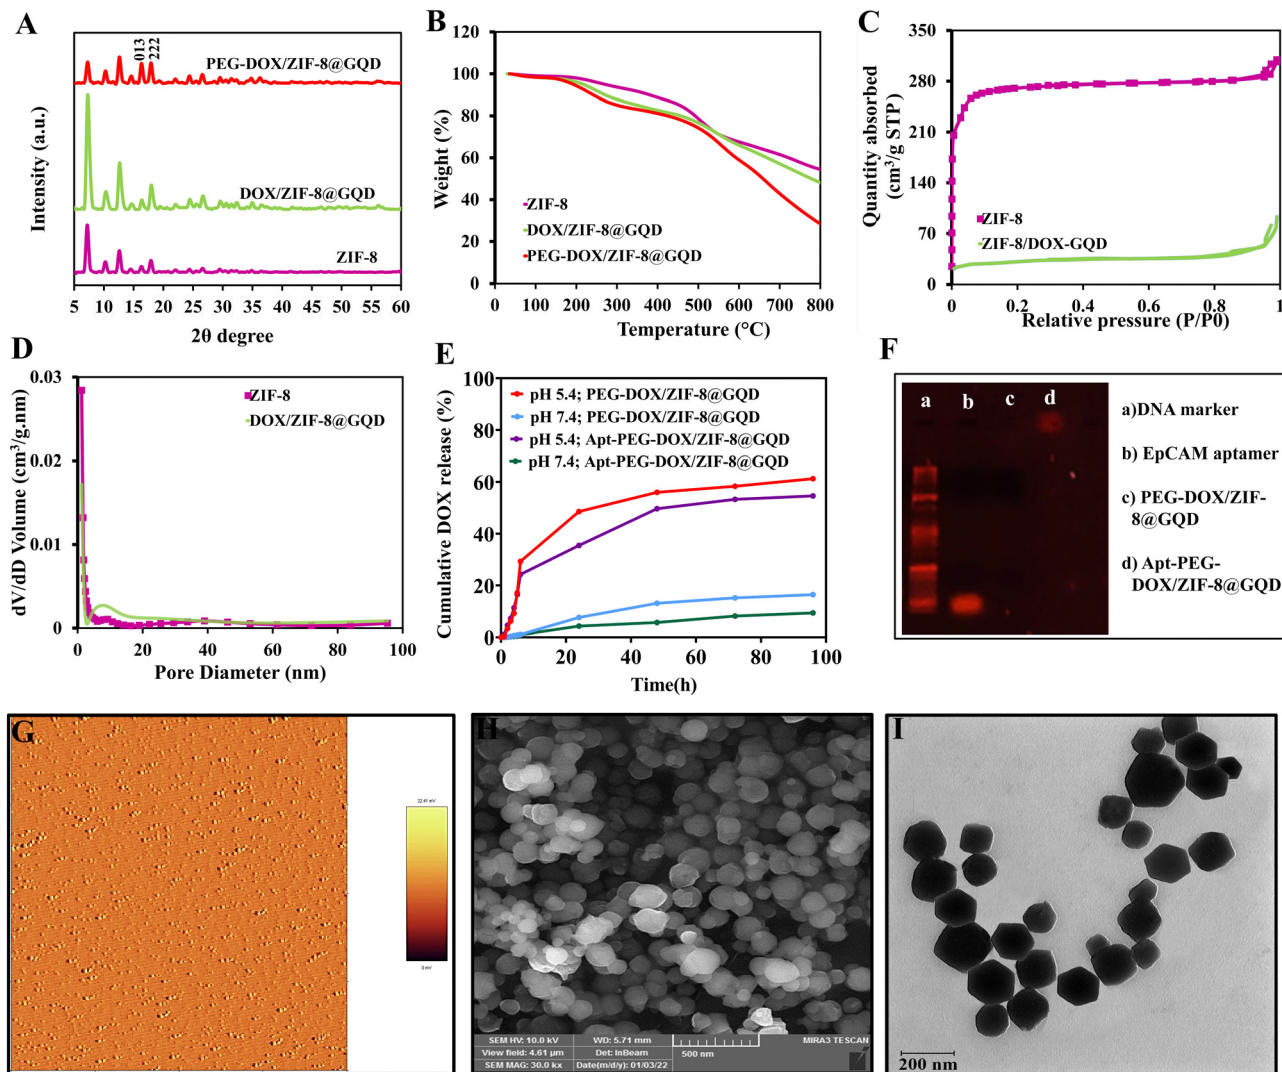 A
Intensity (a.u.)
013
222
PEG-DOX/ZIF-8@GQD
DOX/ZIF-8@GQD
ZIF-8
5 10 15 20 25 30 35 40 45 50 55 60
2θ degree
B
Weight (%)
120
100
80
60
40
20
0
ZIF-8
DOX/ZIF-8@GQD
PEG-DOX/ZIF-8@GQD
0 100 200 300 400 500 600 700 800
Temperature (°C)
C
Quantity absorbed
(cm³/g STP)
350
280
210
140
70
0
ZIF-8
ZIF-8/DOX-GQD
0 0.2 0.4 0.6 0.8 1
Relative pressure (P/P0)
D
dV/dD Volume (cm³/g.nm)
0.03
0.02
0.01
0
ZIF-8
DOX/ZIF-8@GQD
0 20 40 60 80 100
Pore Diameter (nm)
E
Cumulative DOX release (%)
100
80
60
40
20
0
pH 5.4; PEG-DOX/ZIF-8@GQD
pH 7.4; PEG-DOX/ZIF-8@GQD
pH 5.4; Apt-PEG-DOX/ZIF-8@GQD
pH 7.4; Apt-PEG-DOX/ZIF-8@GQD
0 20 40 60 80 100
Time(h)
F
a b c d
a)DNA marker
b) EpCAM aptamer
c) PEG-DOX/ZIF-
8@GQD
d) Apt-PEG-
DOX/ZIF-8@GQD
G
22.41 mV
0 mV
H
SEM HV: 10.0 kV WD: 5.71 mm MIRA3 TESCAN
View field: 4.61 µm Det: InBeam 500 nm
SEM MAG: 30.0 kx Date(m/d/y): 01/03/22
I
200 nm